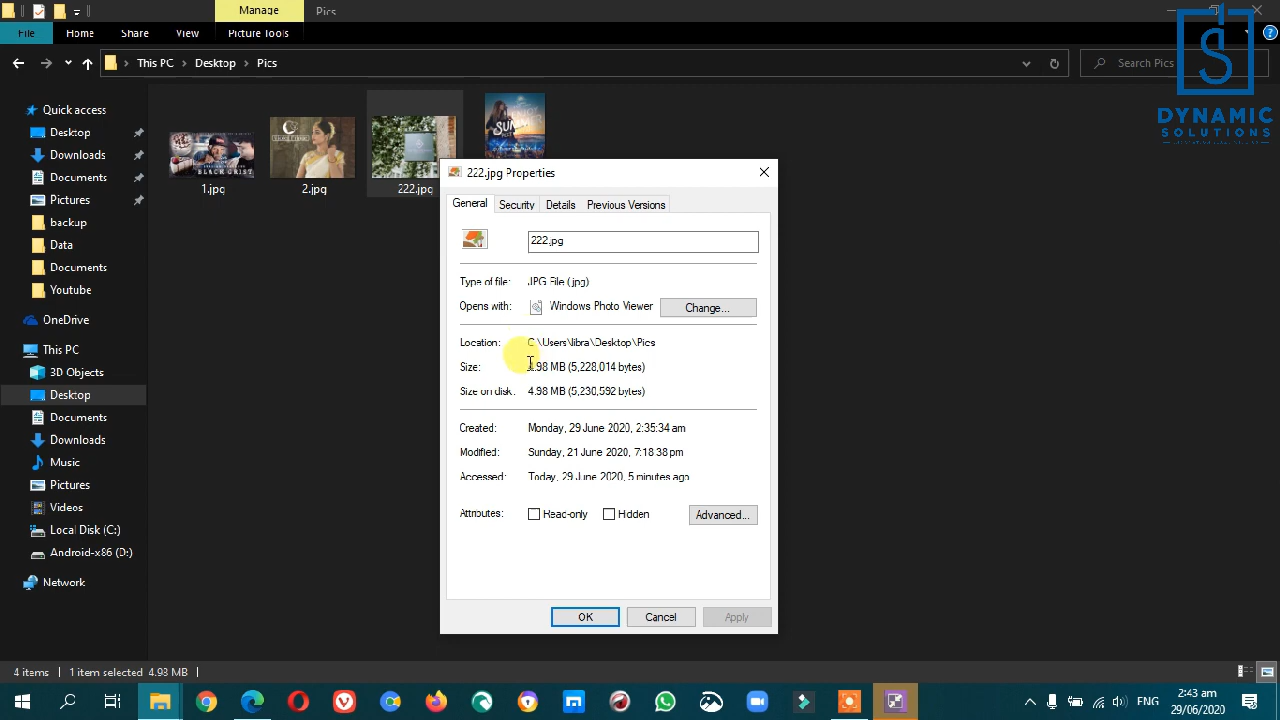 Manage
Pics
File
Home
Share
View
Picture Tools
This PC
Desktop
Pics
Search Pics
DYNAMIC
SOLUTIONS
Quick access
Desktop
Downloads
Documents
Pictures
backup
Data
Documents
Youtube
OneDrive
This PC
3D Objects
Desktop
Documents
Downloads
Music
Pictures
Videos
Local Disk (C:)
Android-x86 (D:)
Network
BLACK GRIST
1.jpg
2.jpg
222.jpg
222.jpg Properties
General
Security
Details
Previous Versions
222.jpg
Type of file: JPG File (.jpg)
Opens with: Windows Photo Viewer
Change...
Location: C:\Users\libra\Desktop\Pics
Size: 4.98 MB (5,228,014 bytes)
Size on disk: 4.98 MB (5,230,592 bytes)
Created: Monday, 29 June 2020, 2:35:34 am
Modified: Sunday, 21 June 2020, 7:18:38 pm
Accessed: Today, 29 June 2020, 5 minutes ago
Attributes: Read-only Hidden
Advanced...
OK
Cancel
Apply
4 items
1 item selected 4.98 MB
ENG
2:43 am
29/06/2020